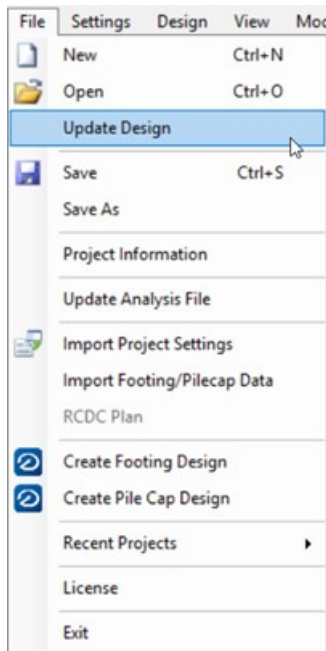 File Settings Design View Mo
New Ctrl+N
Open Ctrl+O
Update Design
Save Ctrl+S
Save As
Project Information
Update Analysis File
Import Project Settings
Import Footing/Pilecap Data
RCDC Plan
Create Footing Design
Create Pile Cap Design
Recent Projects
License
Exit